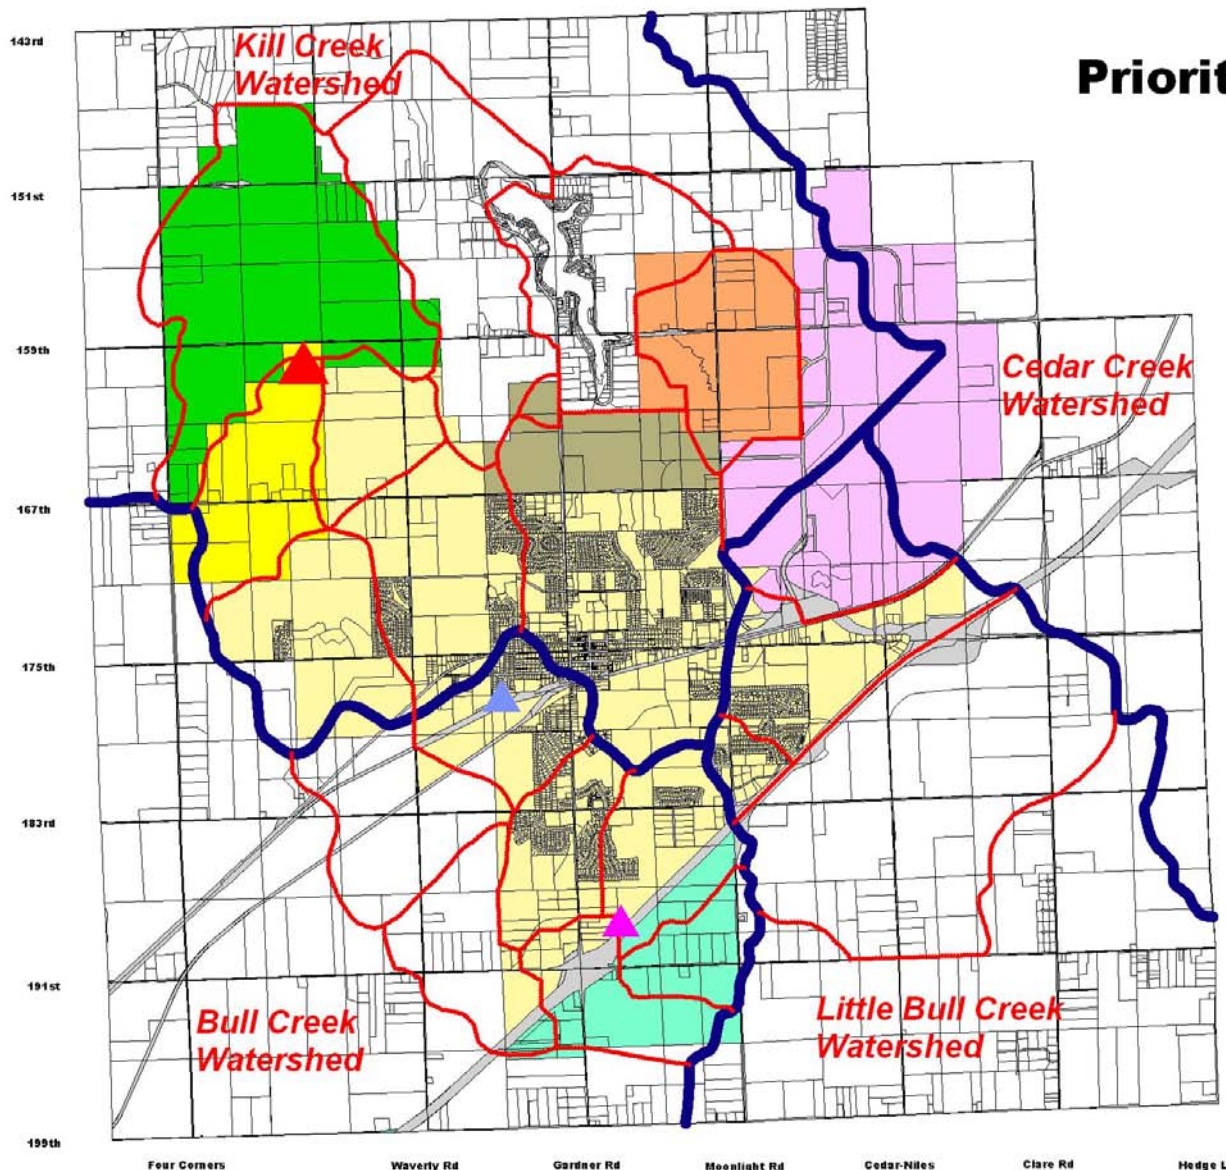 143rd
Kill Creek
Watershed
Priorit
151st
159th
Cedar Creek
Watershed
167th
175th
183rd
191st
Bull Creek
Watershed
Little Bull Creek
Watershed
199th
Four Corners
Waverly Rd
Gardner Rd
Moonlight Rd
Cedar-Niles
Clare Rd
Hedge L